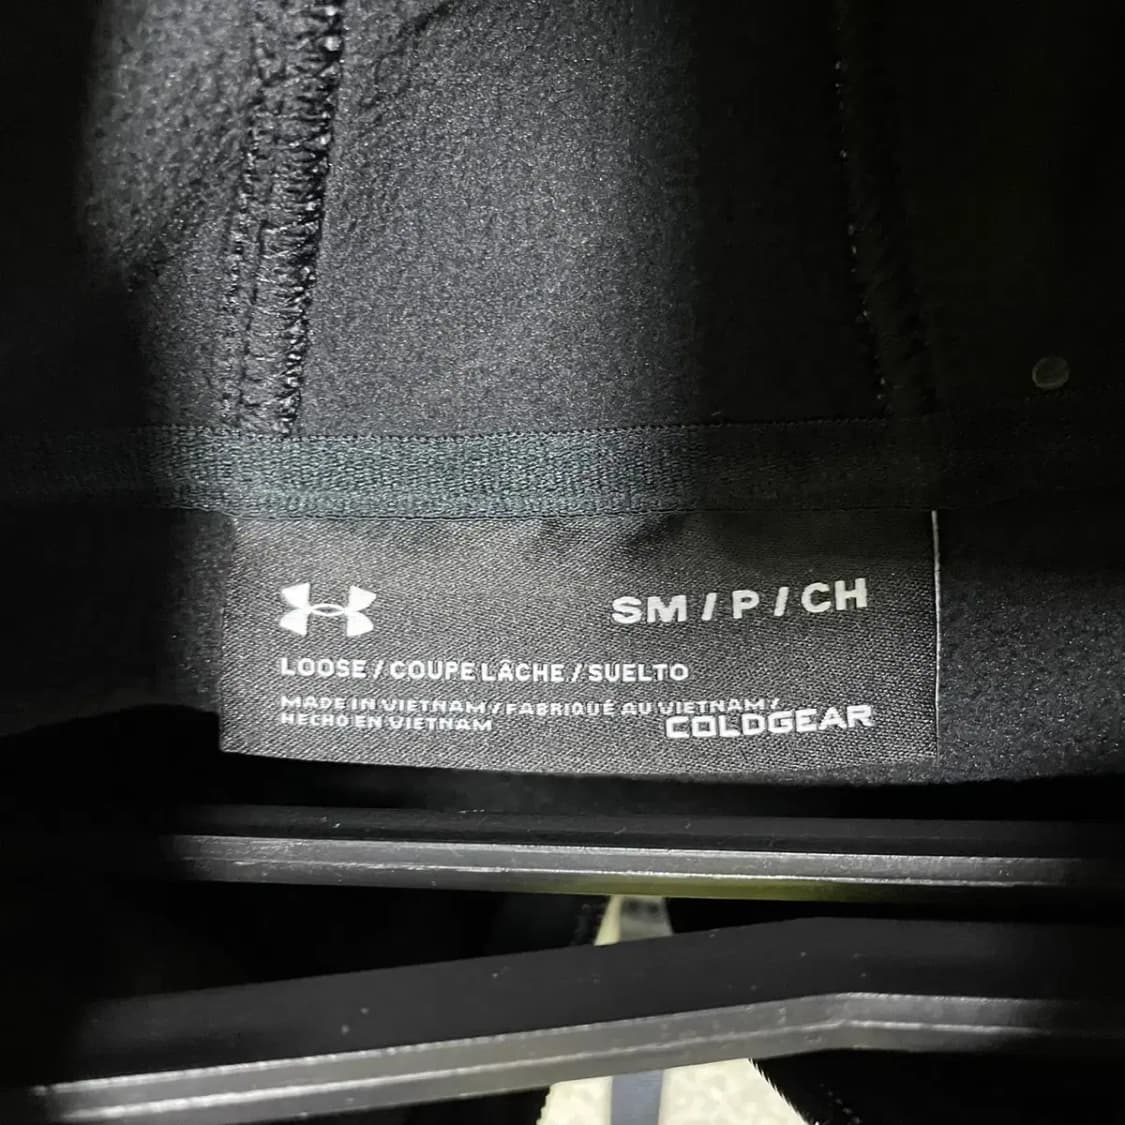 SM / P / CH
LOOSE / COUPE LÂCHE / SUELTO
MADE IN VIETNAM / FABRIQUÉ AU VIETNAM /
HECHO EN VIETNAM
COLDGEAR